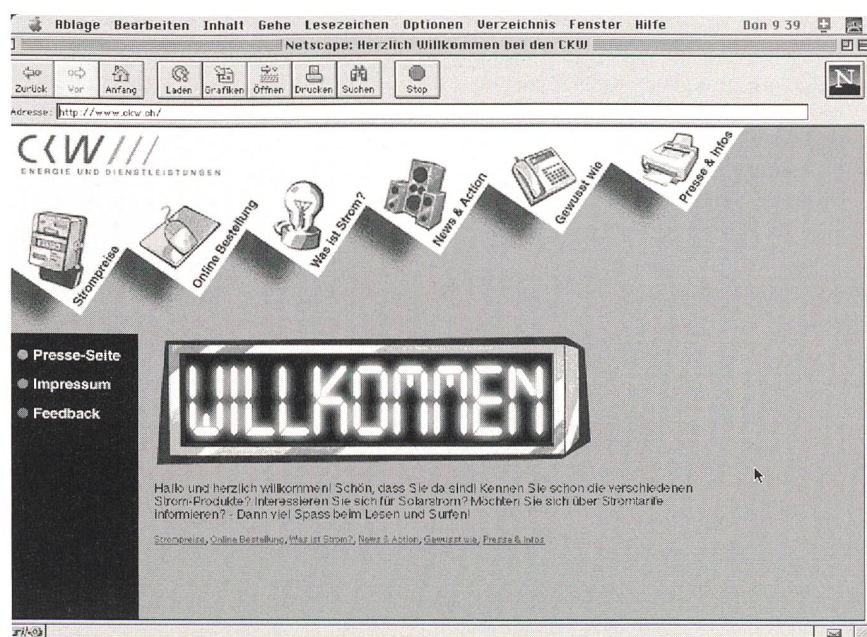 Ablage Bearbeiten Inhalt Gehe Lesezeichen Optionen Verzeichnis Fenster Hilfe Don 9 39
Netscape: Herzlich Willkommen bei den CKW
Zurück Vor Anfang Laden Grafiken Öffnen Drucken Suchen Stop
N
Adresse: http://www.ckw.ch/
CKW///
ENERGIE UND DIENSTLEISTUNGEN
Strompreise
Online Bestellung
Was ist Strom?
News & Action
Gewusst wie
Presse & Infos
Presse-Seite
Impressum
Feedback
WILLKOMMEN
Hallo und herzlich willkommen! Schön, dass Sie da sind! Kennen Sie schon die verschiedenen
Strom-Produkte? Interessieren Sie sich für Solarstrom? Möchten Sie sich über Stromtarife
informieren? - Dann viel Spass beim Lesen und Surfen!
Strompreise, Online Bestellung, Was ist Strom?, News & Action, Gewusst wie, Presse & Infos